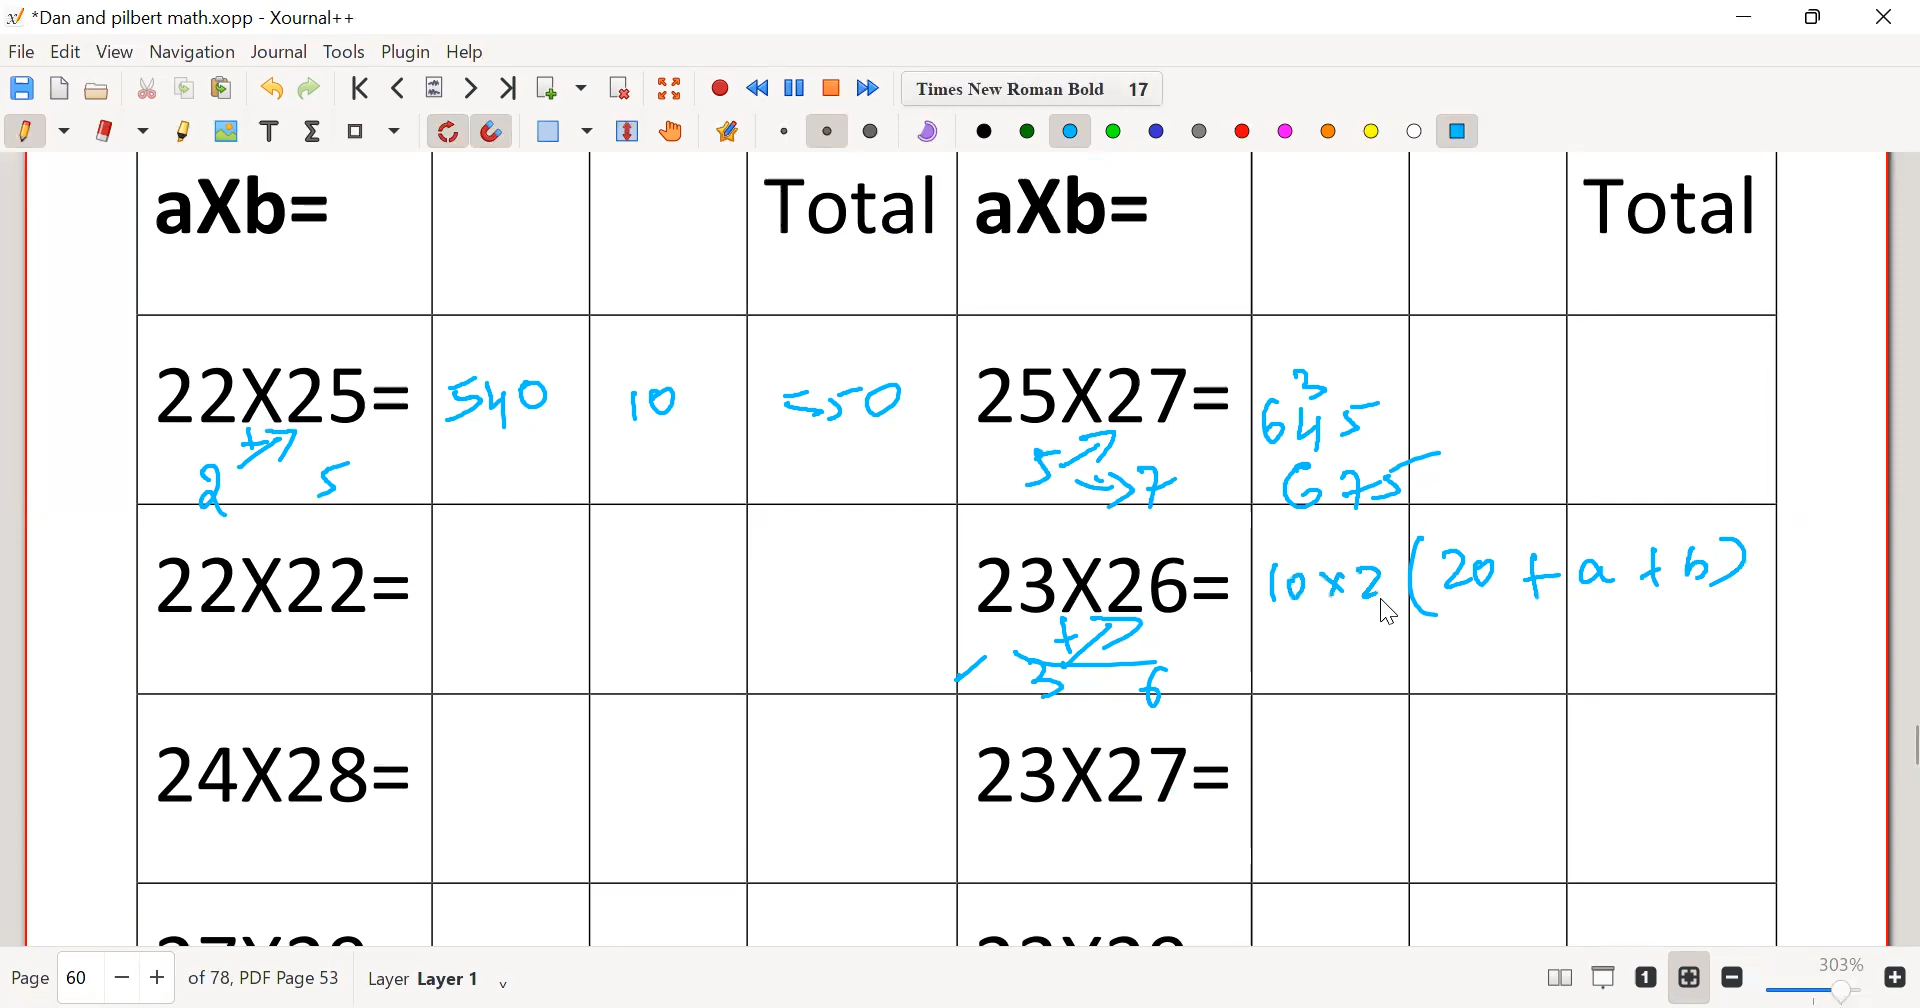 *Dan and pilbert math.xopp - Xournal++
File Edit View Navigation Journal Tools Plugin Help
Times New Roman Bold 17
aXb= Total aXb= Total
22X25= 540 10 =550 25X27= 645
3
2 + 5 5 7 675
22X22= 23X26= 10x2(20+a+b)
+
3 6
24X28= 23X27=
Page 60 of 78, PDF Page 53 Layer Layer 1 303%